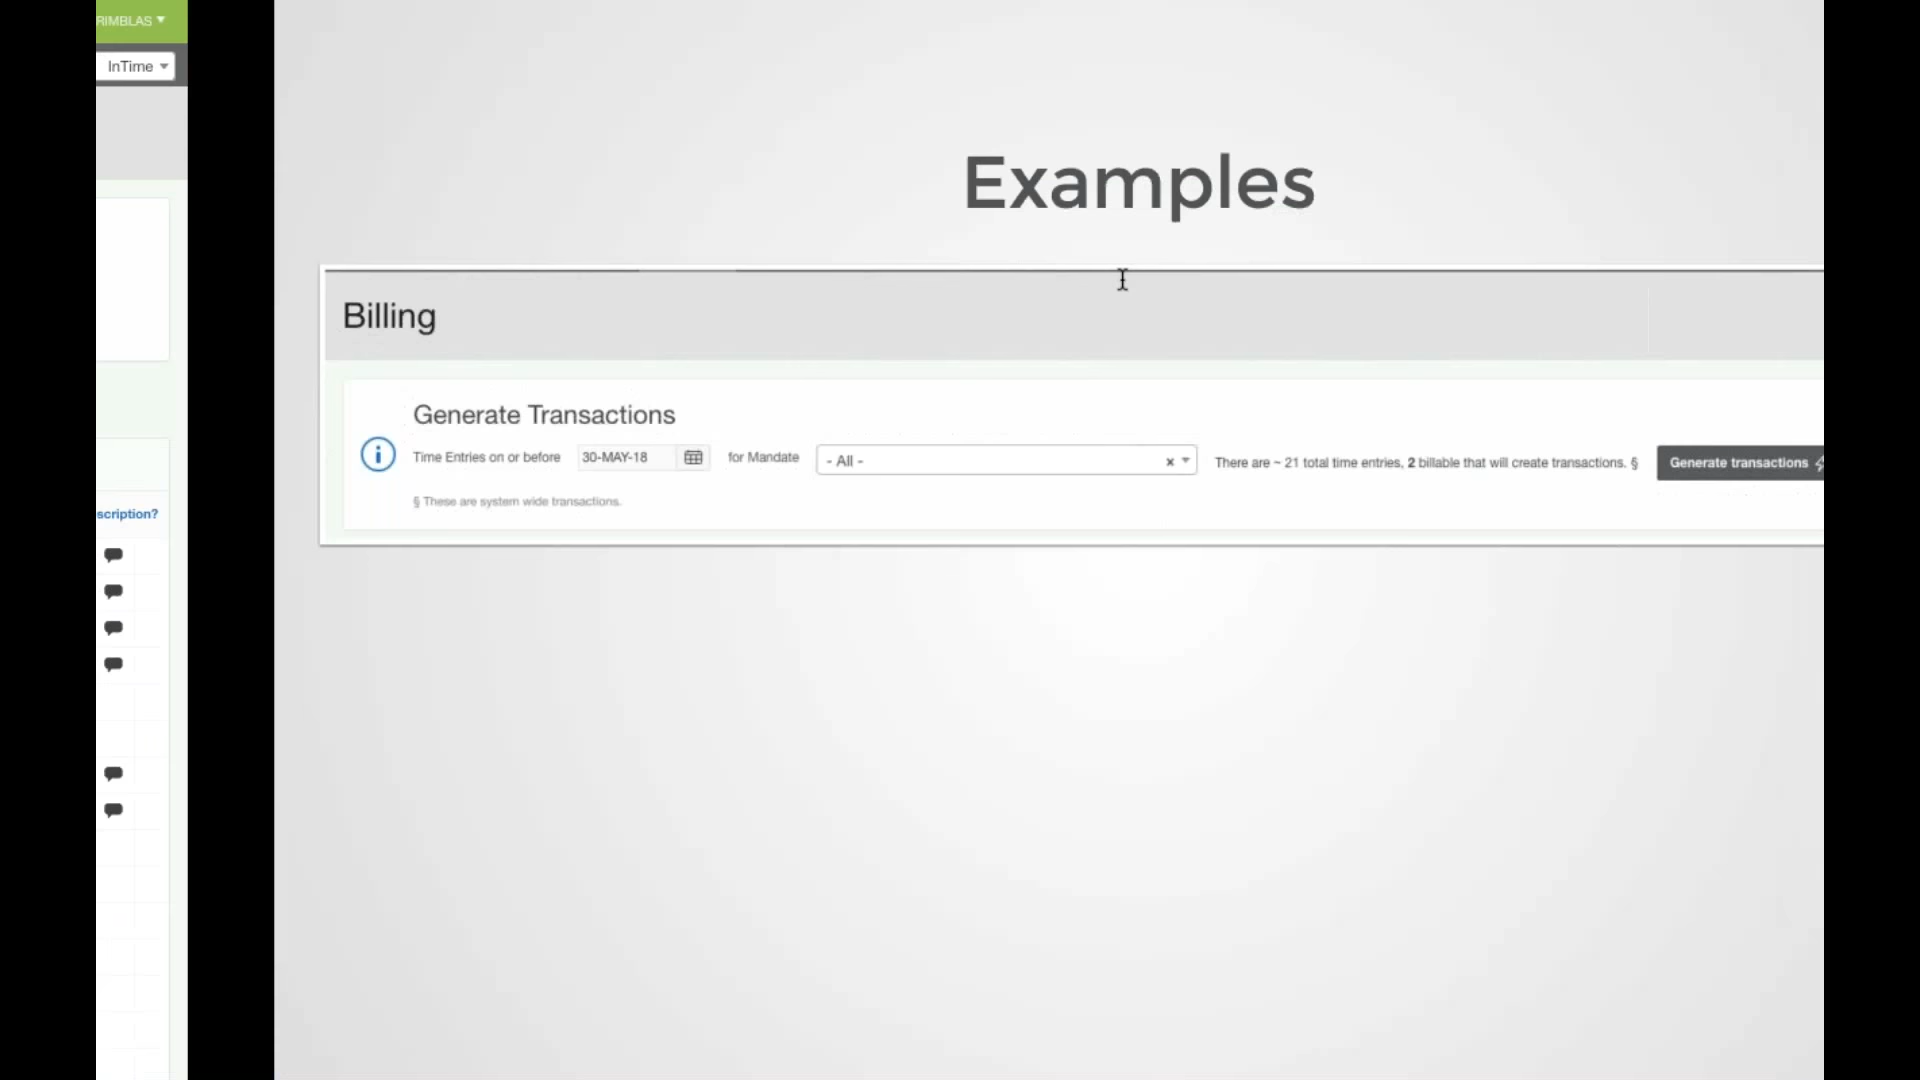 RIMBLAS
InTime
scription?
Examples
Billing
Generate Transactions
Time Entries on or before 30-MAY-18 for Mandate - All - There are ~ 21 total time entries, 2 billable that will create transactions. § Generate transactions
§ These are system wide transactions.